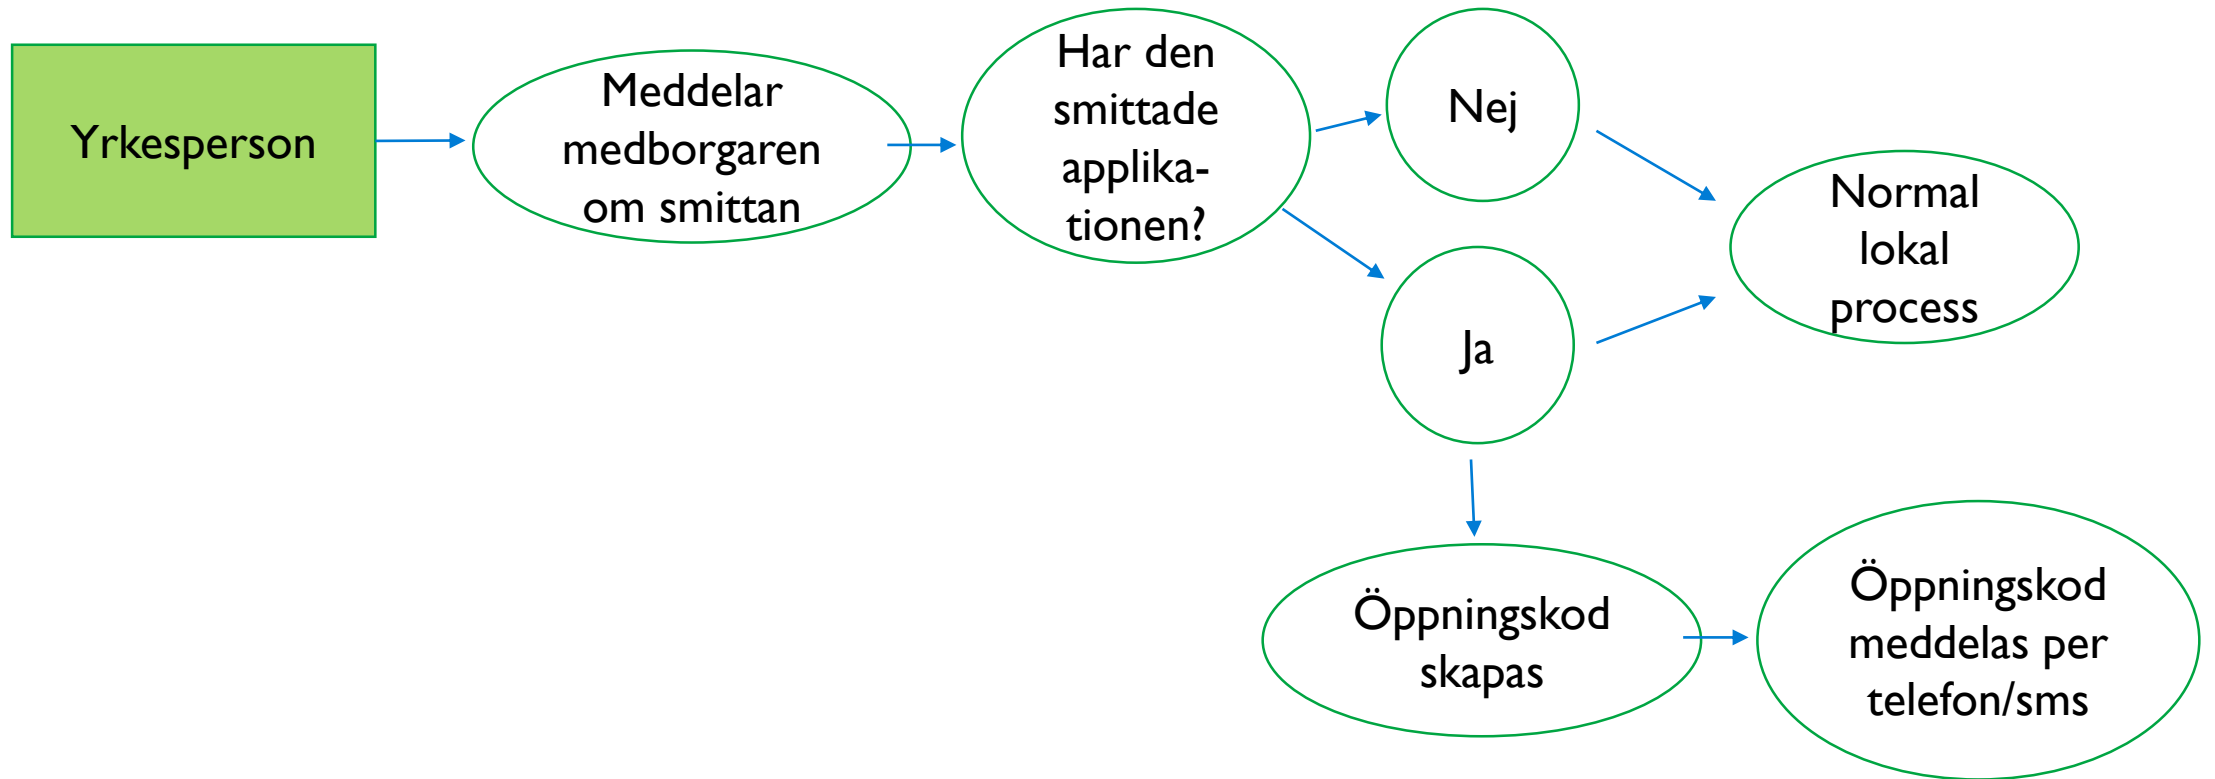 Yrkesperson
Meddelar
medborgaren
om smittan
Har den
smittade
applika-
tionen?
Nej
Ja
Normal
lokal
process
Öppningskod
skapas
Öppningskod
meddelas per
telefon/sms